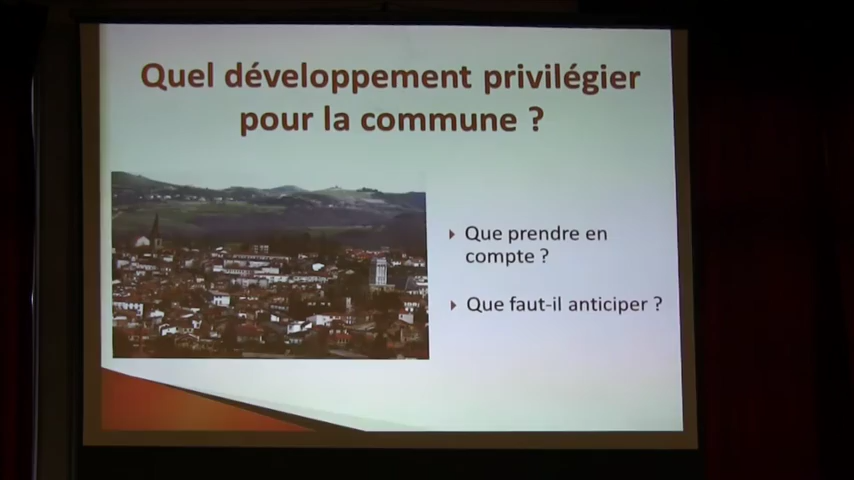 Quel développement privilégier
pour la commune ?
Que prendre en
compte ?
Que faut-il anticiper ?